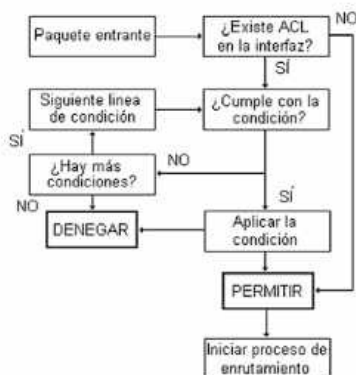 Paquete entrante
¿Existe ACL
en la interfaz?
NO
SÍ
Siguiente linea
de condición
¿Cumple con la
condición?
SÍ
¿Hay más
condiciones?
NO
NO
SÍ
DENEGAR
Aplicar la
condición
PERMITIR
Iniciar proceso de
enrutamiento